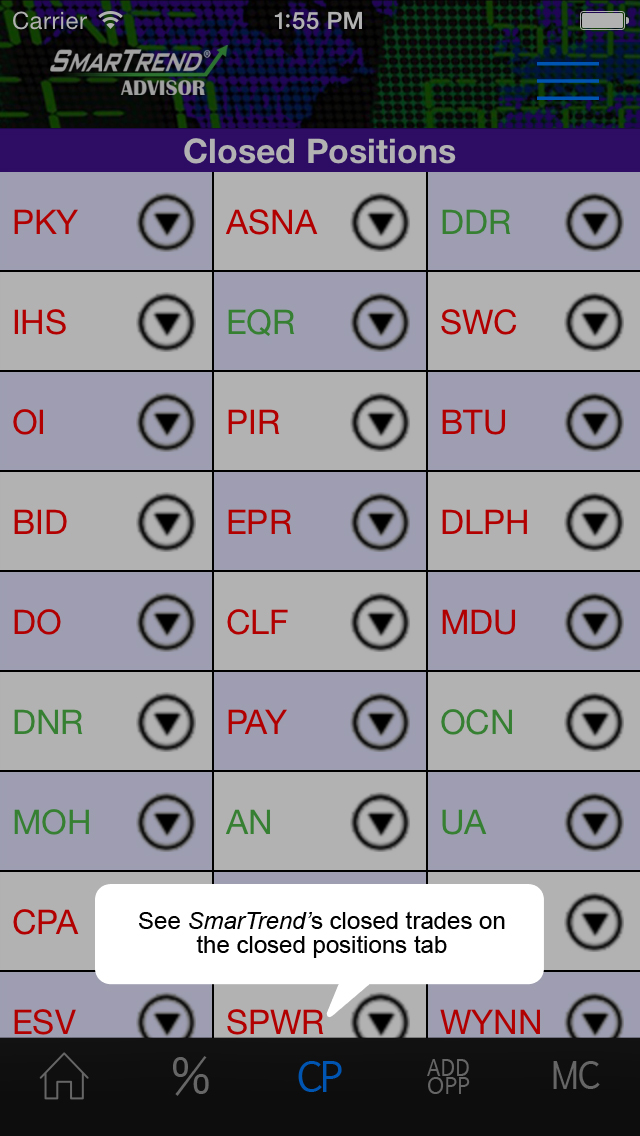 Carrier 1:55 PM
SMARTREND®
ADVISOR
Closed Positions
PKY ASNA DDR
IHS EQR SWC
OI PIR BTU
BID EPR DLPH
DO CLF MDU
DNR PAY OCN
MOH AN UA
CPA
See SmarTrend's closed trades on
the closed positions tab
ESV SPWR WYNN
% CP ADD OPP MC